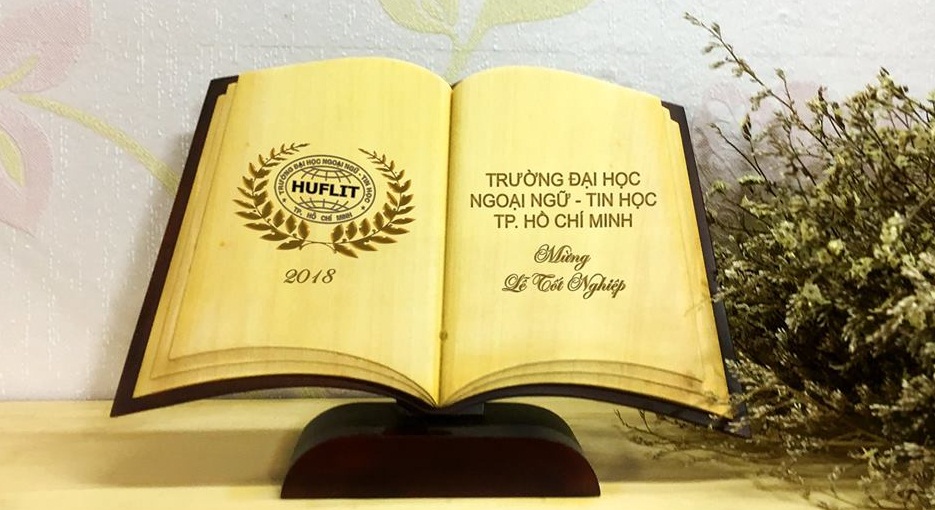 TRƯỜNG ĐẠI HỌC NGOẠI NGỮ - TIN HỌC
HUFLIT
TP. HỒ CHÍ MINH
2018
TRƯỜNG ĐẠI HỌC
NGOẠI NGỮ - TIN HỌC
TP. HỒ CHÍ MINH
Mừng
Lễ Tốt Nghiệp